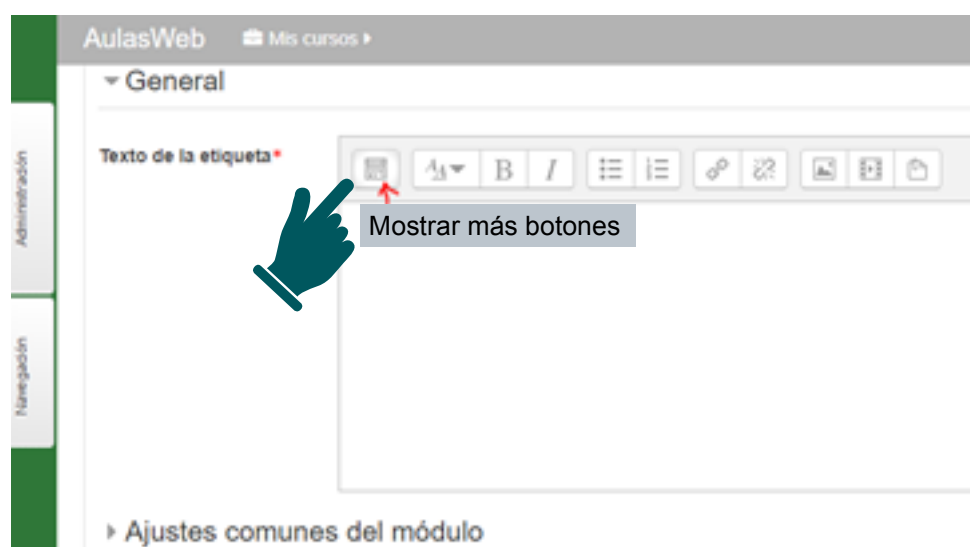 AulasWeb Mis cursos
General
Administración
Texto de la etiqueta*
Mostrar más botones
Navegación
Ajustes comunes del módulo